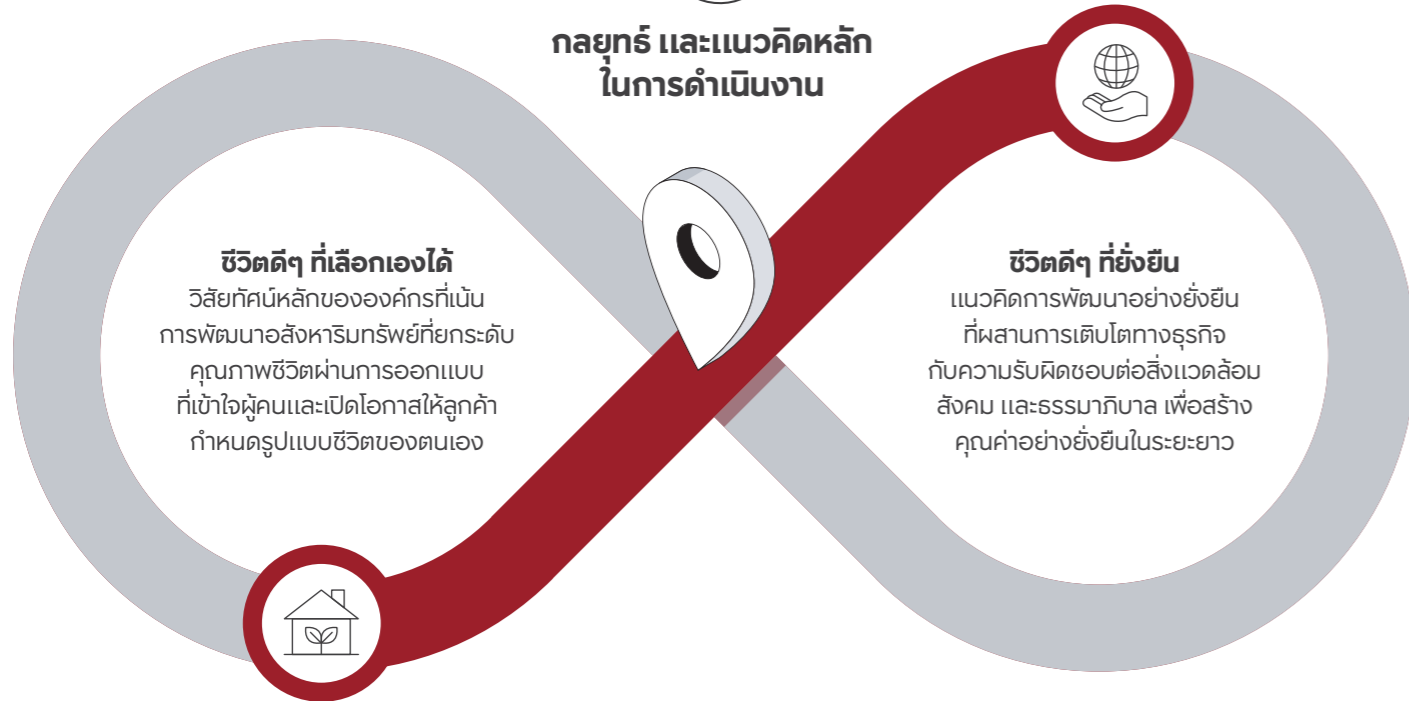 กลยุทธ์ และแนวคิดหลัก
ในการดำเนินงาน
ชีวิตดีๆ ที่เลือกเองได้
วิสัยทัศน์หลักขององค์กรที่เน้น
การพัฒนาอสังหาริมทรัพย์ที่ยกระดับ
คุณภาพชีวิตผ่านการออกแบบ
ที่เข้าใจผู้คนและเปิดโอกาสให้ลูกค้า
กำหนดรูปแบบชีวิตของตนเอง
ชีวิตดีๆ ที่ยั่งยืน
แนวคิดการพัฒนาอย่างยั่งยืน
ที่ผสานการเติบโตทางธุรกิจ
กับความรับผิดชอบต่อสิ่งแวดล้อม
สังคม และธรรมาภิบาล เพื่อสร้าง
คุณค่าอย่างยั่งยืนในระยะยาว